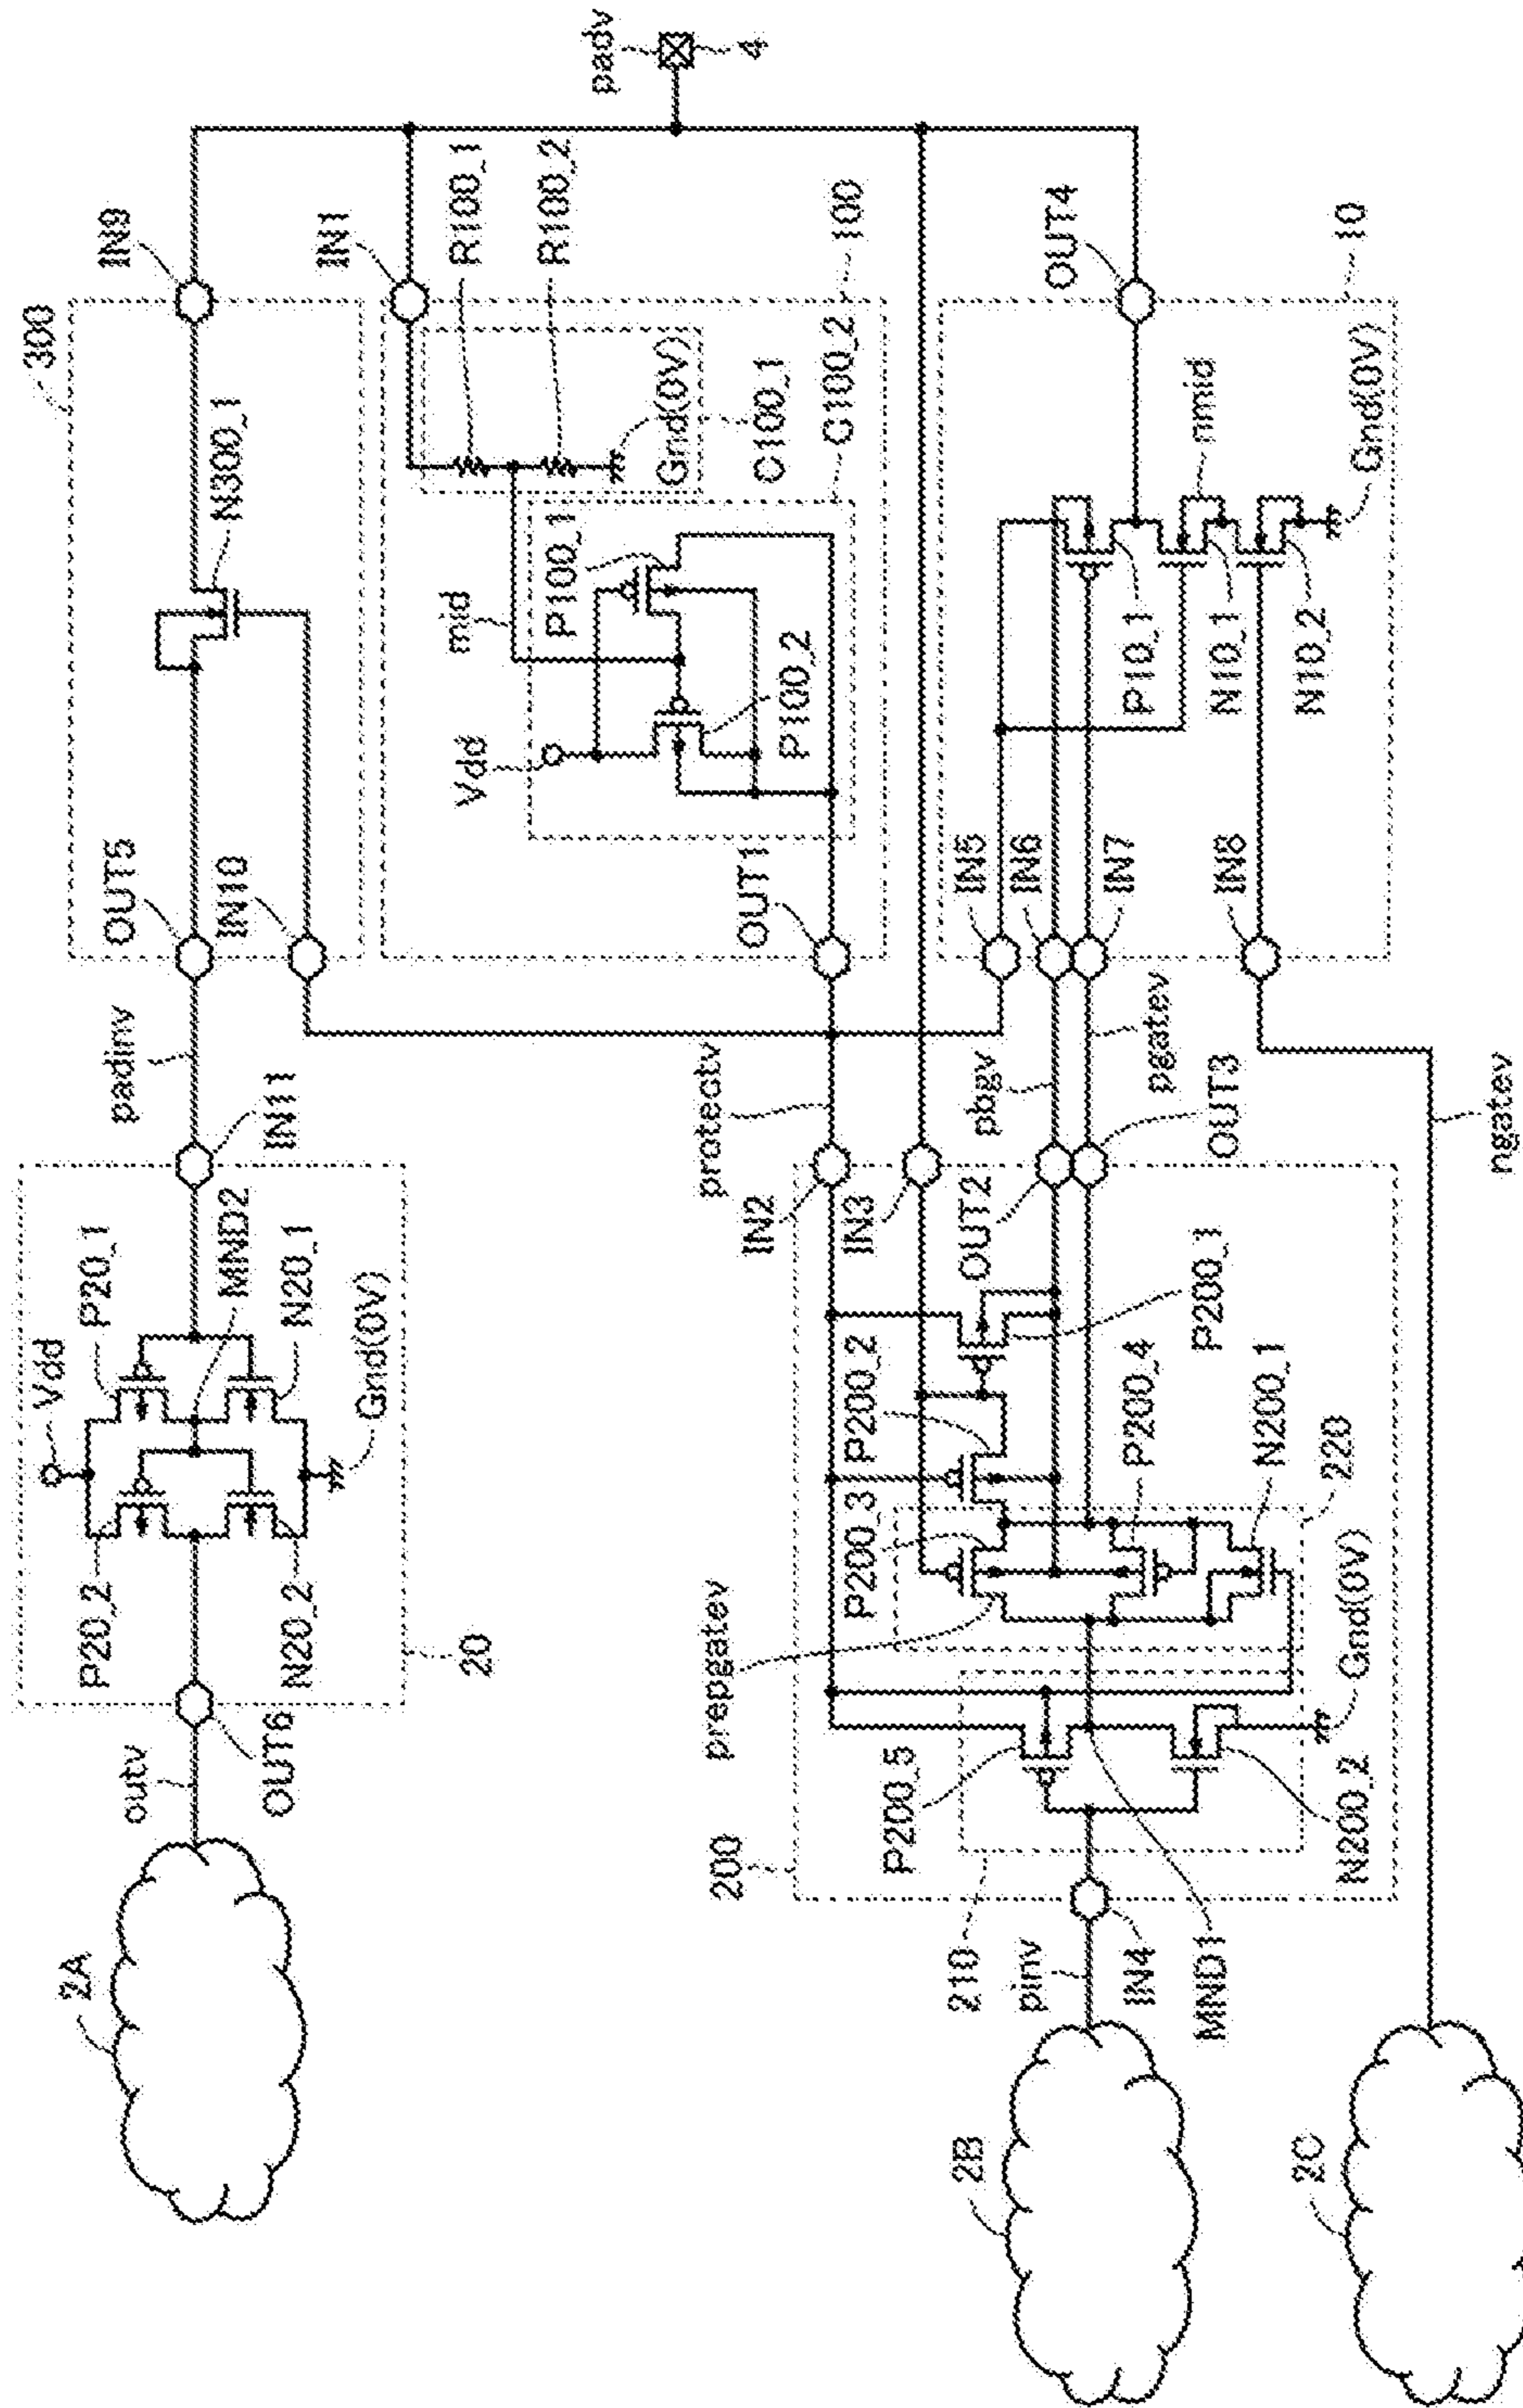 300
IN9
N300_1
OUT5
IN10
padinv
IN11
MND2
P20_1
N20_1
Vdd
Gnd(0V)
P20_2
N20_2
20
OUT6
outv
2A
padv
4
IN1
R100_1
R100_2
100
Gnd(0V)
C100_1
C100_2
P100_1
mid
P100_2
Vdd
OUT1
protectv
IN2
IN3
OUT4
10
nmid
Gnd(0V)
P10_1
N10_1
N10_2
IN5
IN6
IN7
IN8
pbgv
pgatev
OUT2
OUT3
ngatev
P200_1
P200_2
P200_3
P200_4
N200_1
220
prepgatev
Gnd(0V)
P200_5
N200_2
200
210
pinv
IN4
MND1
2B
2C